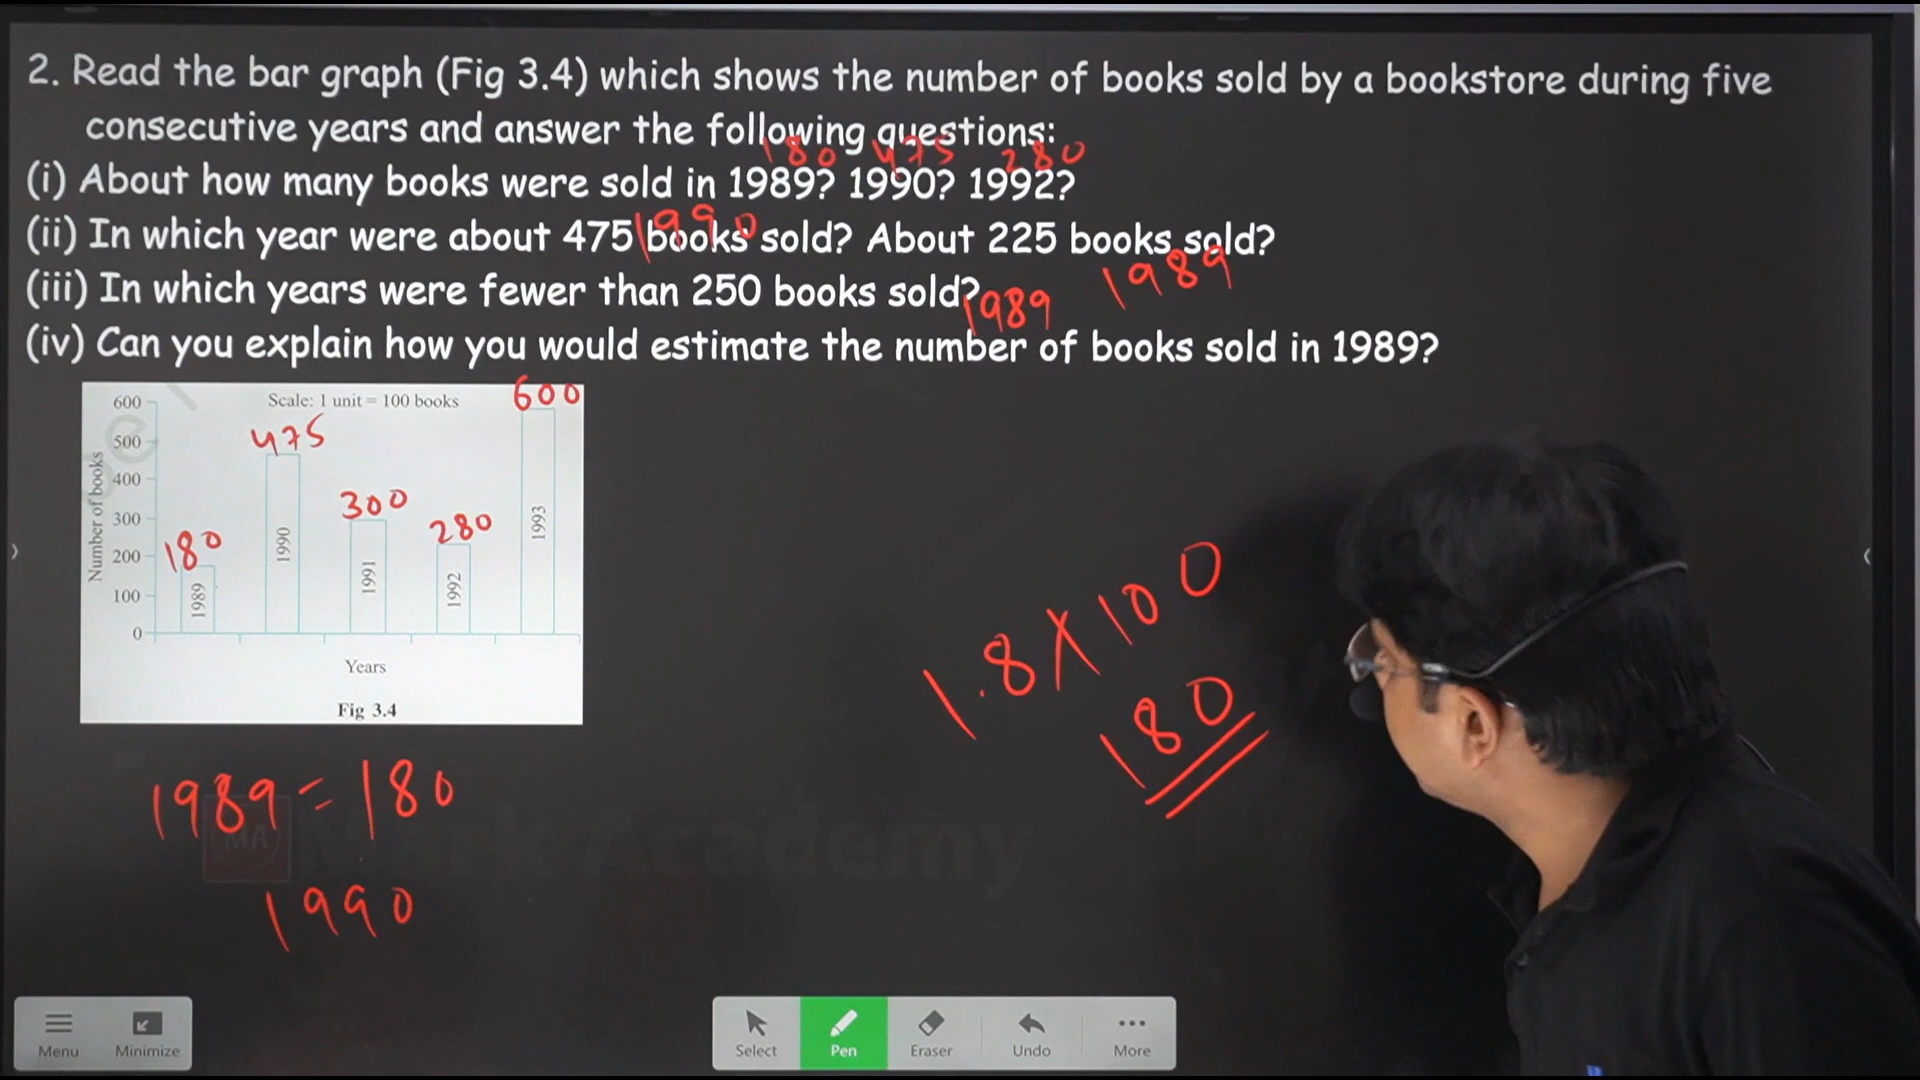 2. Read the bar graph (Fig 3.4) which shows the number of books sold by a bookstore during five
consecutive years and answer the following questions:
180 475 280
(i) About how many books were sold in 1989? 1990? 1992?
1990
(ii) In which year were about 475 books sold? About 225 books sold?
1989
(iii) In which years were fewer than 250 books sold?
1989
(iv) Can you explain how you would estimate the number of books sold in 1989?
Scale: 1 unit = 100 books
600
500
400
300
200
100
0
Number of books
180
475
300
280
600
1989
1990
1991
1992
1993
Years
Fig 3.4
1.8 X 100
180
1989 = 180
1990
MA
Mark Academy
Menu
Minimize
Select
Pen
Eraser
Undo
More